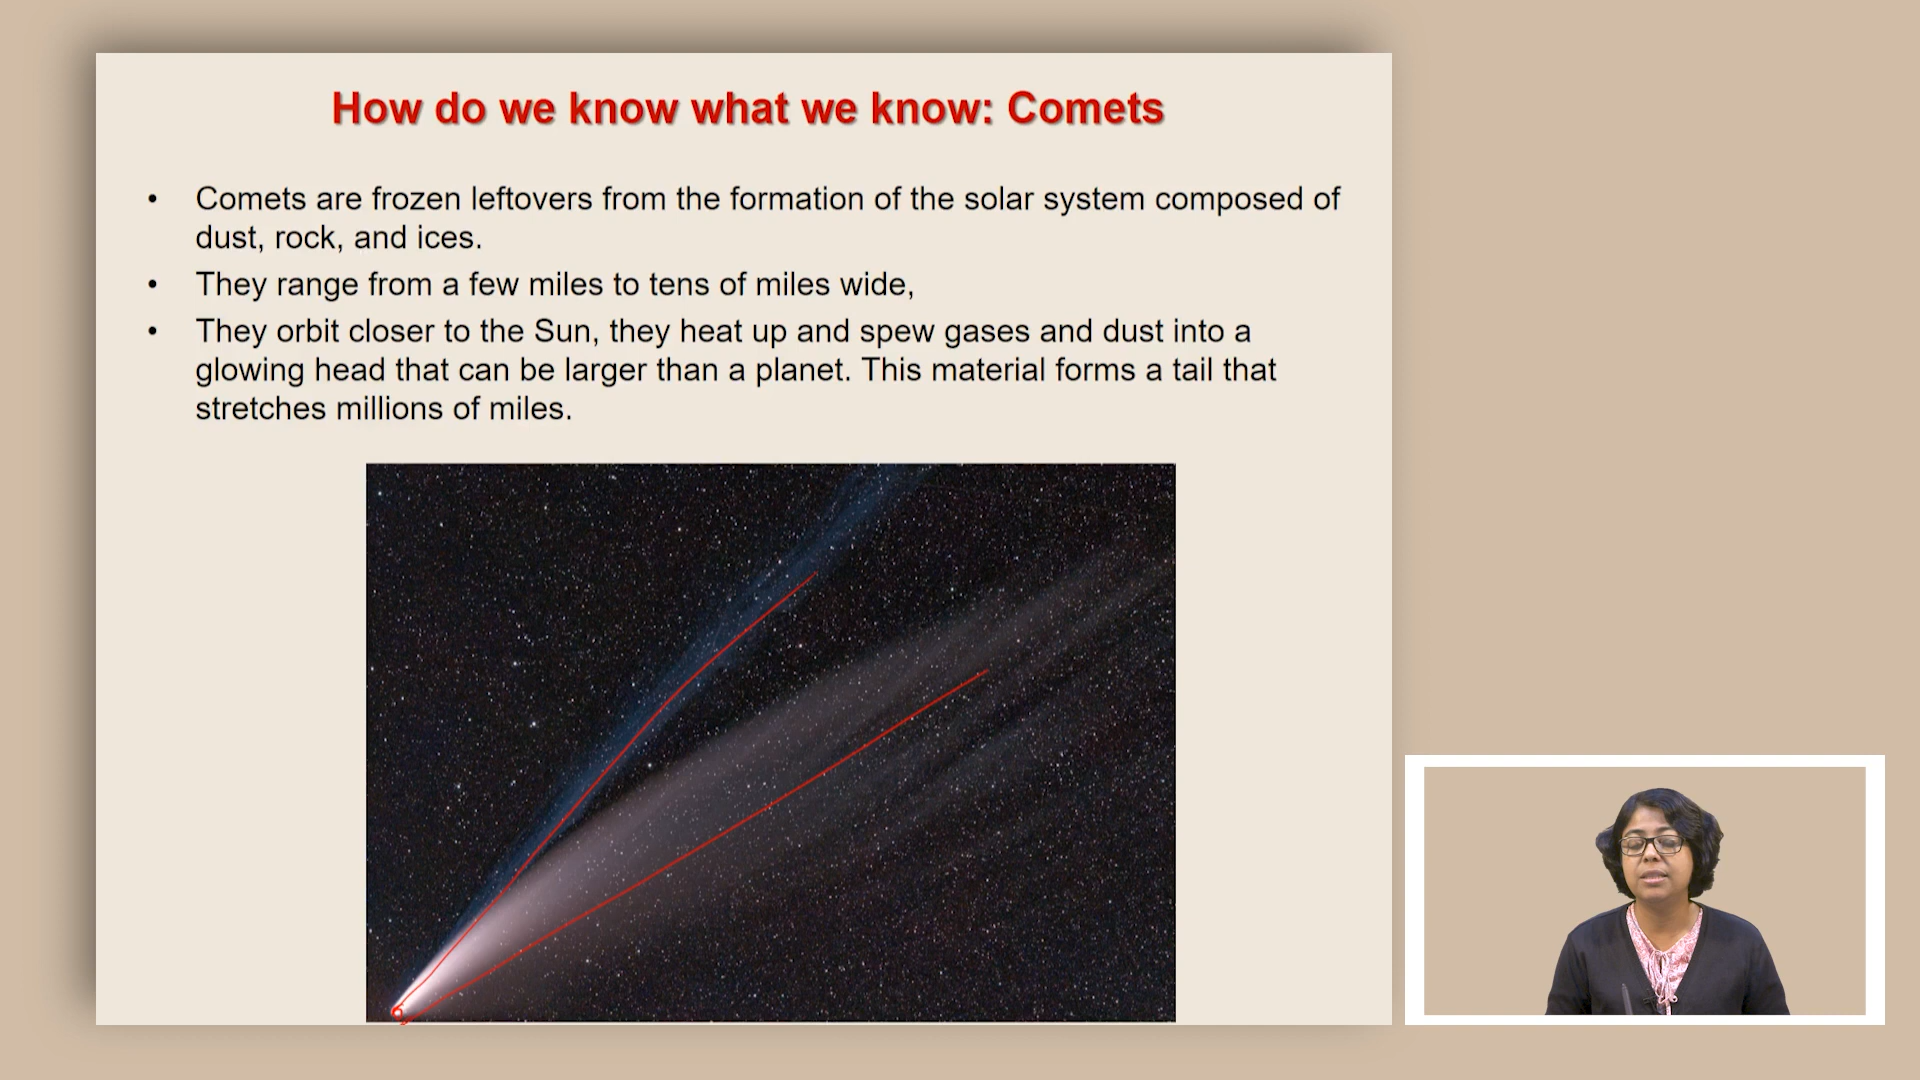 How do we know what we know: Comets
• Comets are frozen leftovers from the formation of the solar system composed of
dust, rock, and ices.
• They range from a few miles to tens of miles wide,
• They orbit closer to the Sun, they heat up and spew gases and dust into a
glowing head that can be larger than a planet. This material forms a tail that
stretches millions of miles.